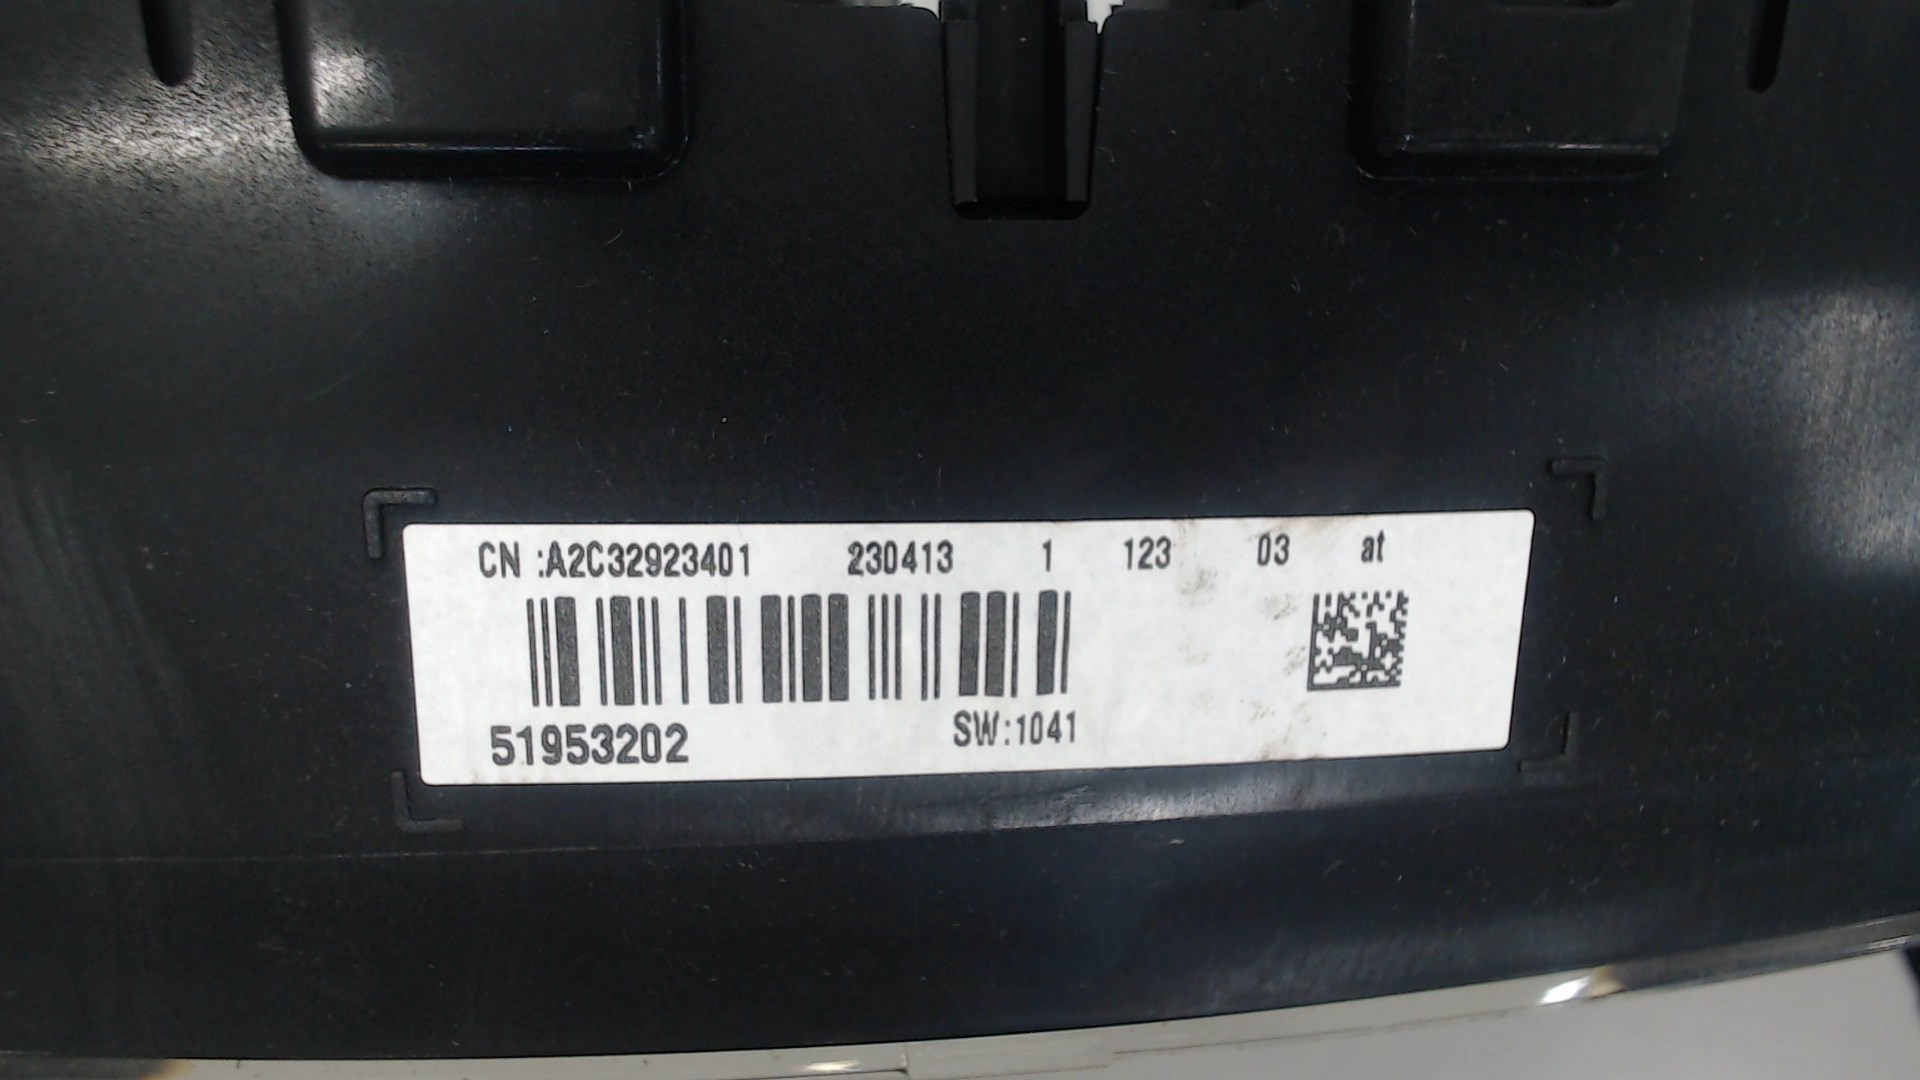 CN :A2C32923401 230413 1 123 03 at
51953202 SW:1041